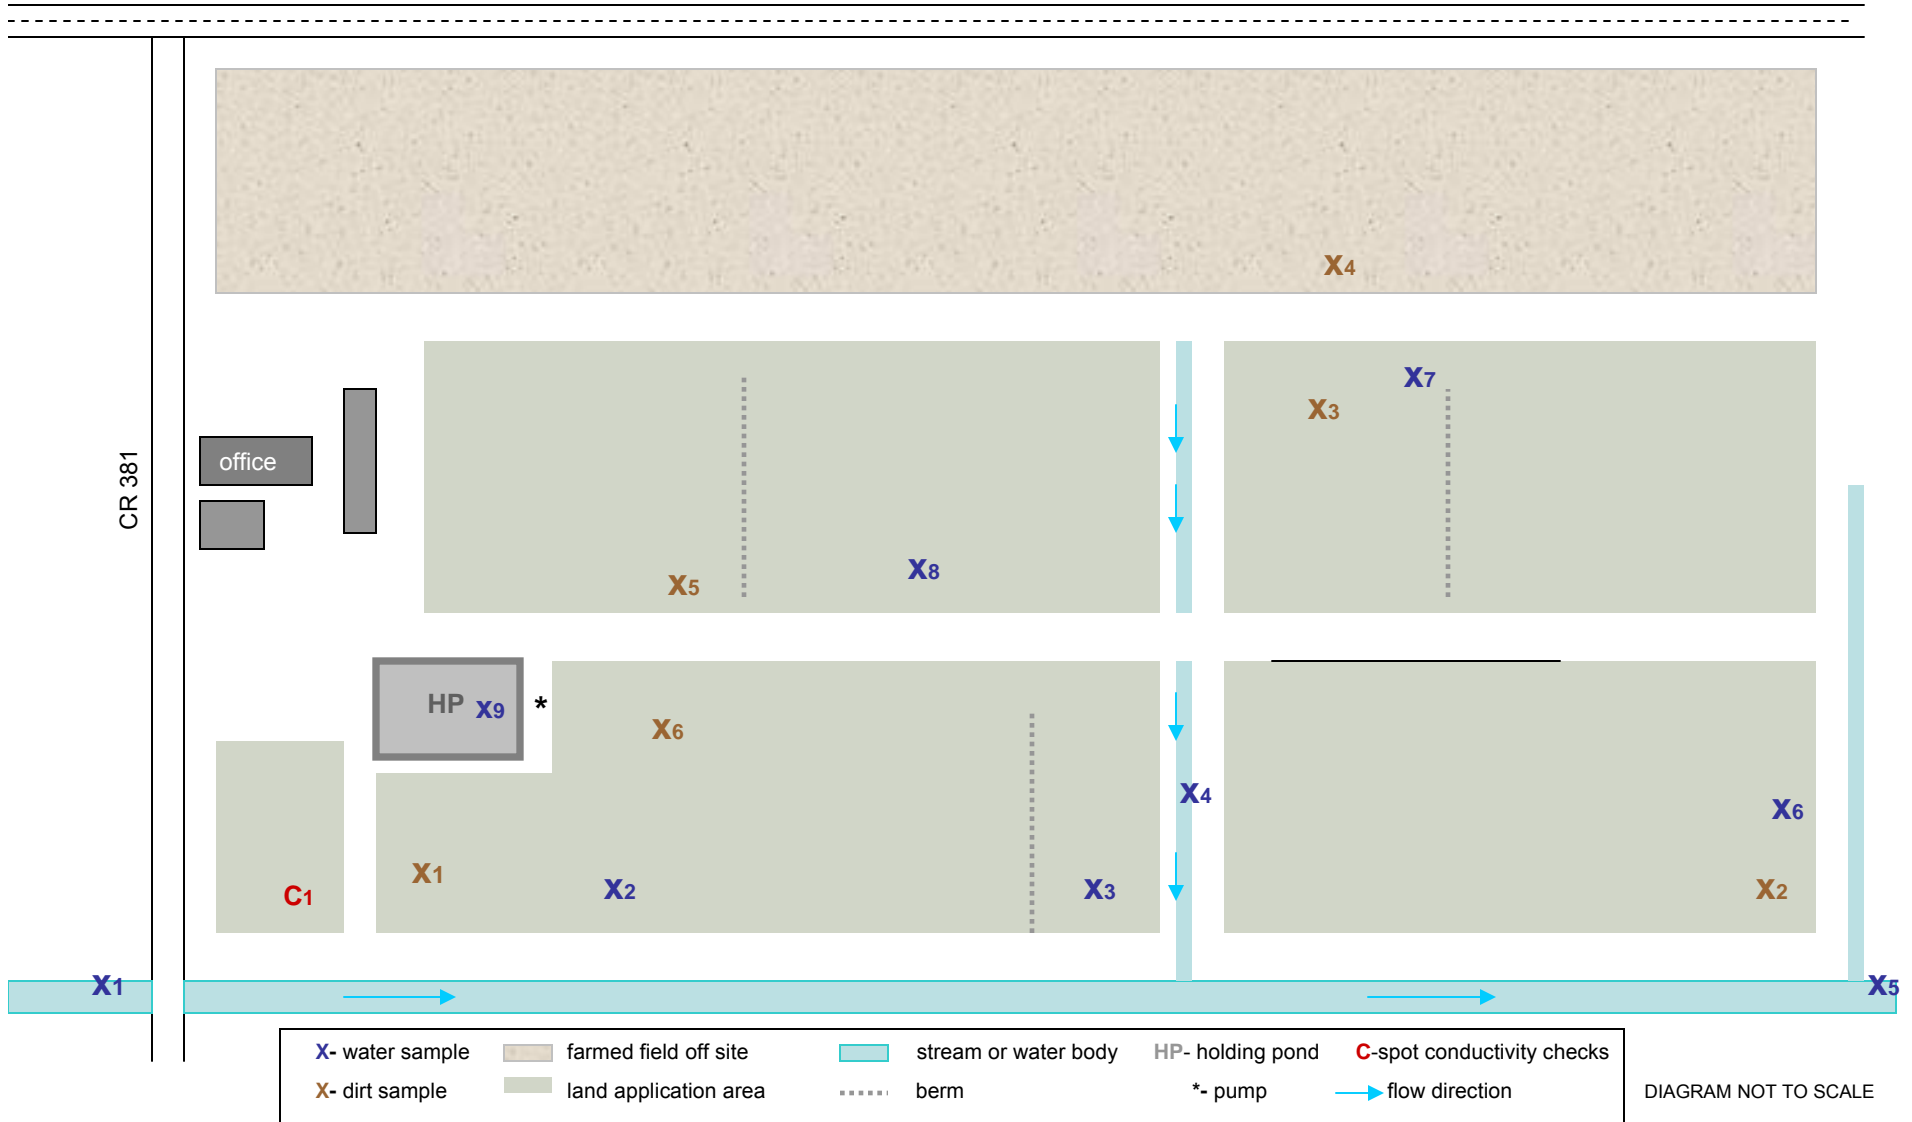 X4
X7
X3
CR 381
office
X8
X5
HP X9 *
X6
X4
X6
X1
C1
X2
X3
X2
X1
X5
X- water sample
farmed field off site
stream or water body
HP- holding pond
C-spot conductivity checks
X- dirt sample
land application area
berm
*- pump
flow direction
DIAGRAM NOT TO SCALE